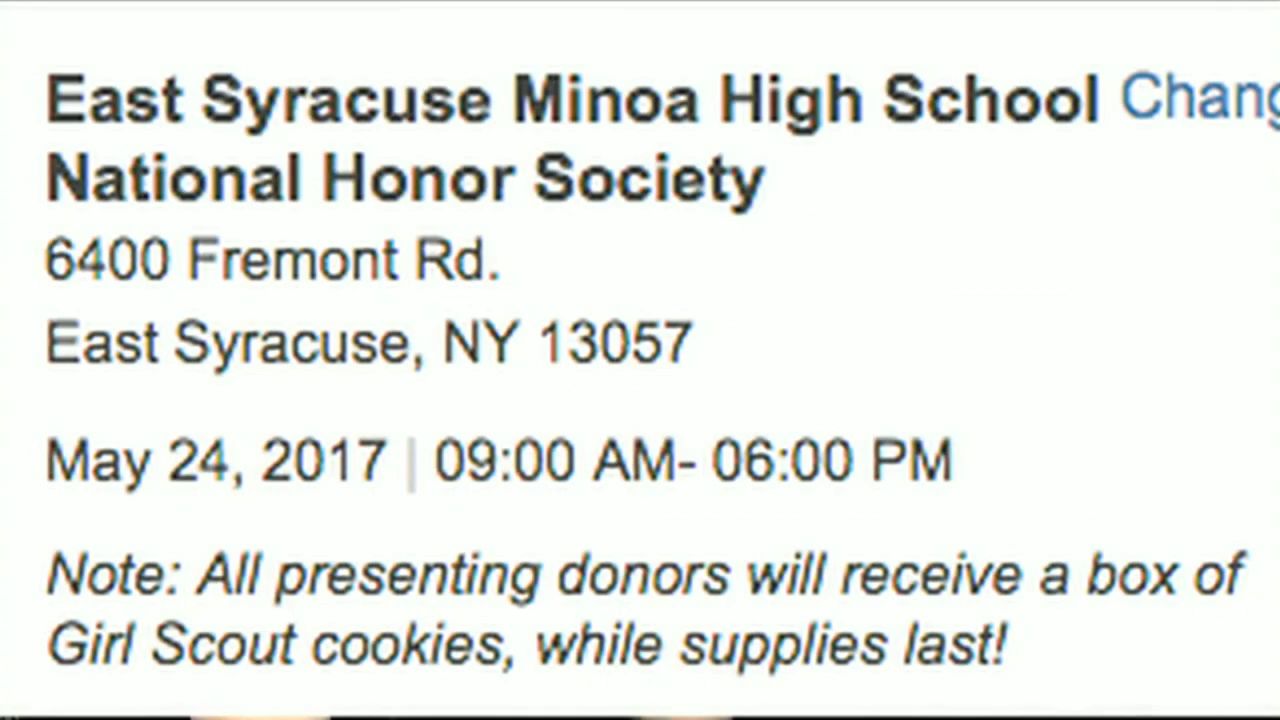 East Syracuse Minoa High School Chang
National Honor Society
6400 Fremont Rd.
East Syracuse, NY 13057
May 24, 2017 | 09:00 AM- 06:00 PM
Note: All presenting donors will receive a box of
Girl Scout cookies, while supplies last!